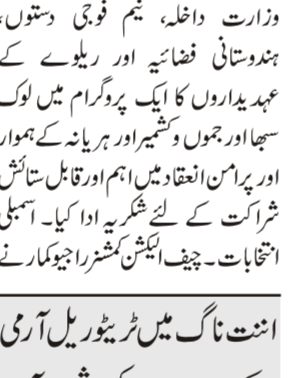 وزارت داخلہ، نیم فوجی دستوں،
ہندوستانی فضائیہ اور ریلوے کے
عہدیداروں کا ایک پروگرام میں لوک
سبھا اور جموں و کشمیر اور ہریانہ کے ہموار
اور پرامن انعقاد میں اہم اور قابل ستائش
شراکت کے لئے شکریہ ادا کیا۔ اسمبلی
انتخابات۔ چیف الیکشن کمشنر راجیو کمار نے
اننت ناگ میں ٹریٹوریل آرمی